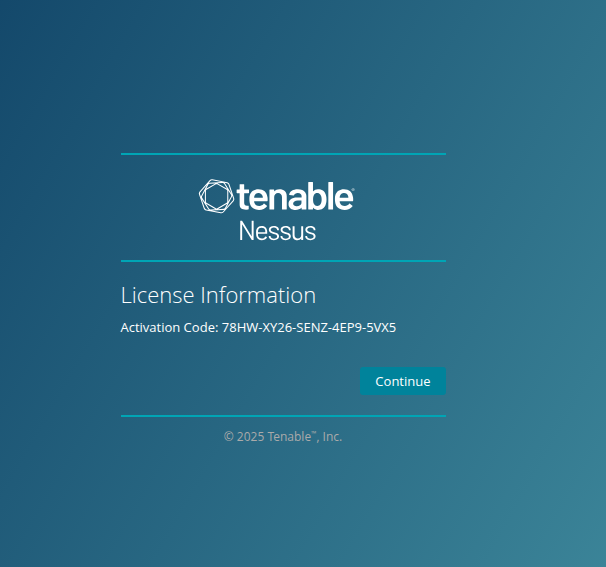 tenable
Nessus
License Information
Activation Code: 78HW-XY26-SENZ-4EP9-5VX5
Continue
© 2025 Tenable™, Inc.